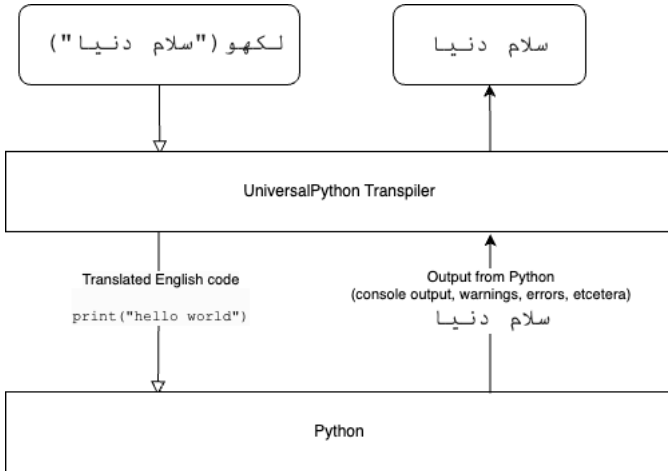 لکھو("سلام دنیا")
سلام دنیا
UniversalPython Transpiler
Translated English code
print("hello world")
Output from Python
(console output, warnings, errors, etcetera)
سلام دنیا
Python